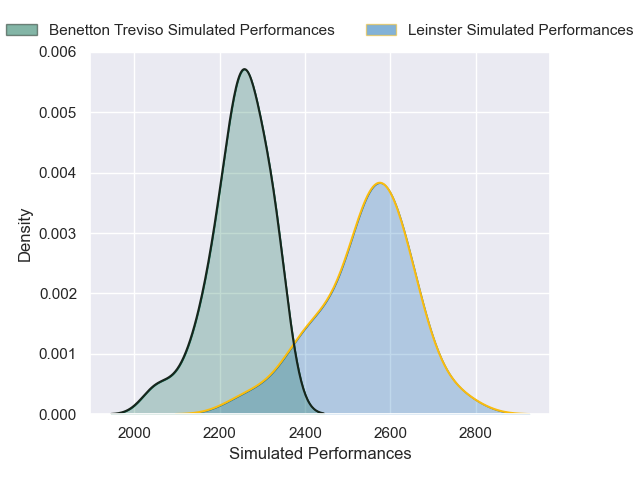 Benetton Treviso Simulated Performances Leinster Simulated Performances
0.006
0.005
0.004
0.003
0.002
0.001
0.000
Density
2000 2200 2400 2600 2800
Simulated Performances